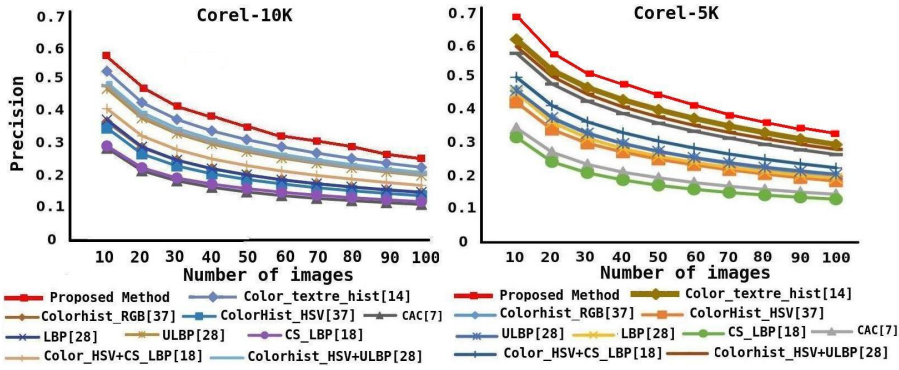 Corel-10K
0.7
0.6
0.5
0.4
0.3
0.2
0.1
0
Precision
10 20 30 40 50 60 70 80 90 100
Number of images
Proposed Method Color_textre_hist[14]
Colorhist_RGB[37] ColorHist_HSV[37] CAC[7]
LBP[28] ULBP[28] CS_LBP[18]
Color_HSV+CS_LBP[18] Colorhist_HSV+ULBP[28]
Corel-5K
0.7
0.6
0.5
0.4
0.3
0.2
0.1
0
10 20 30 40 50 60 70 80 90 100
Number of images
Proposed Method Color_textre_hist[14]
Colorhist_RGB[37] ColorHist_HSV[37]
ULBP[28] LBP[28] CS_LBP[18] CAC[7]
Color_HSV+CS_LBP[18] Colorhist_HSV+ULBP[28]